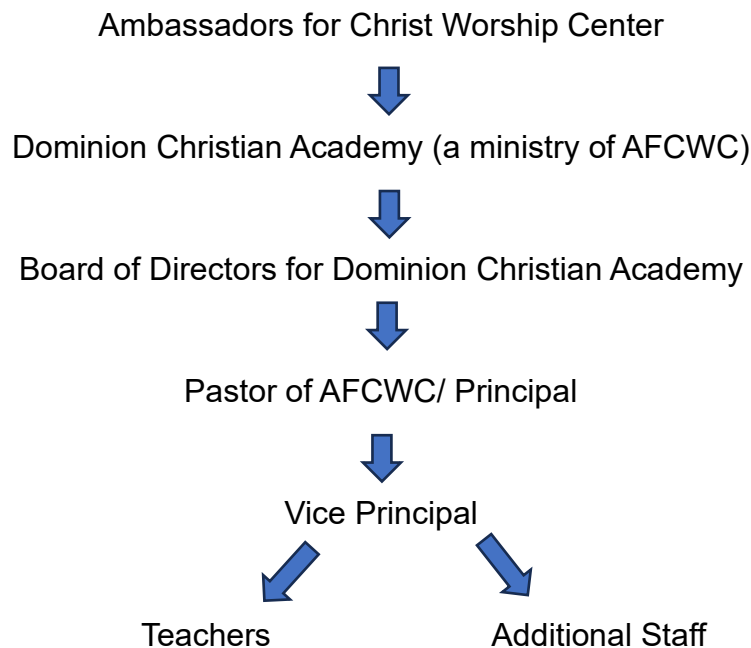 Ambassadors for Christ Worship Center
Dominion Christian Academy (a ministry of AFCWC)
Board of Directors for Dominion Christian Academy
Pastor of AFCWC/ Principal
Vice Principal
Teachers
Additional Staff